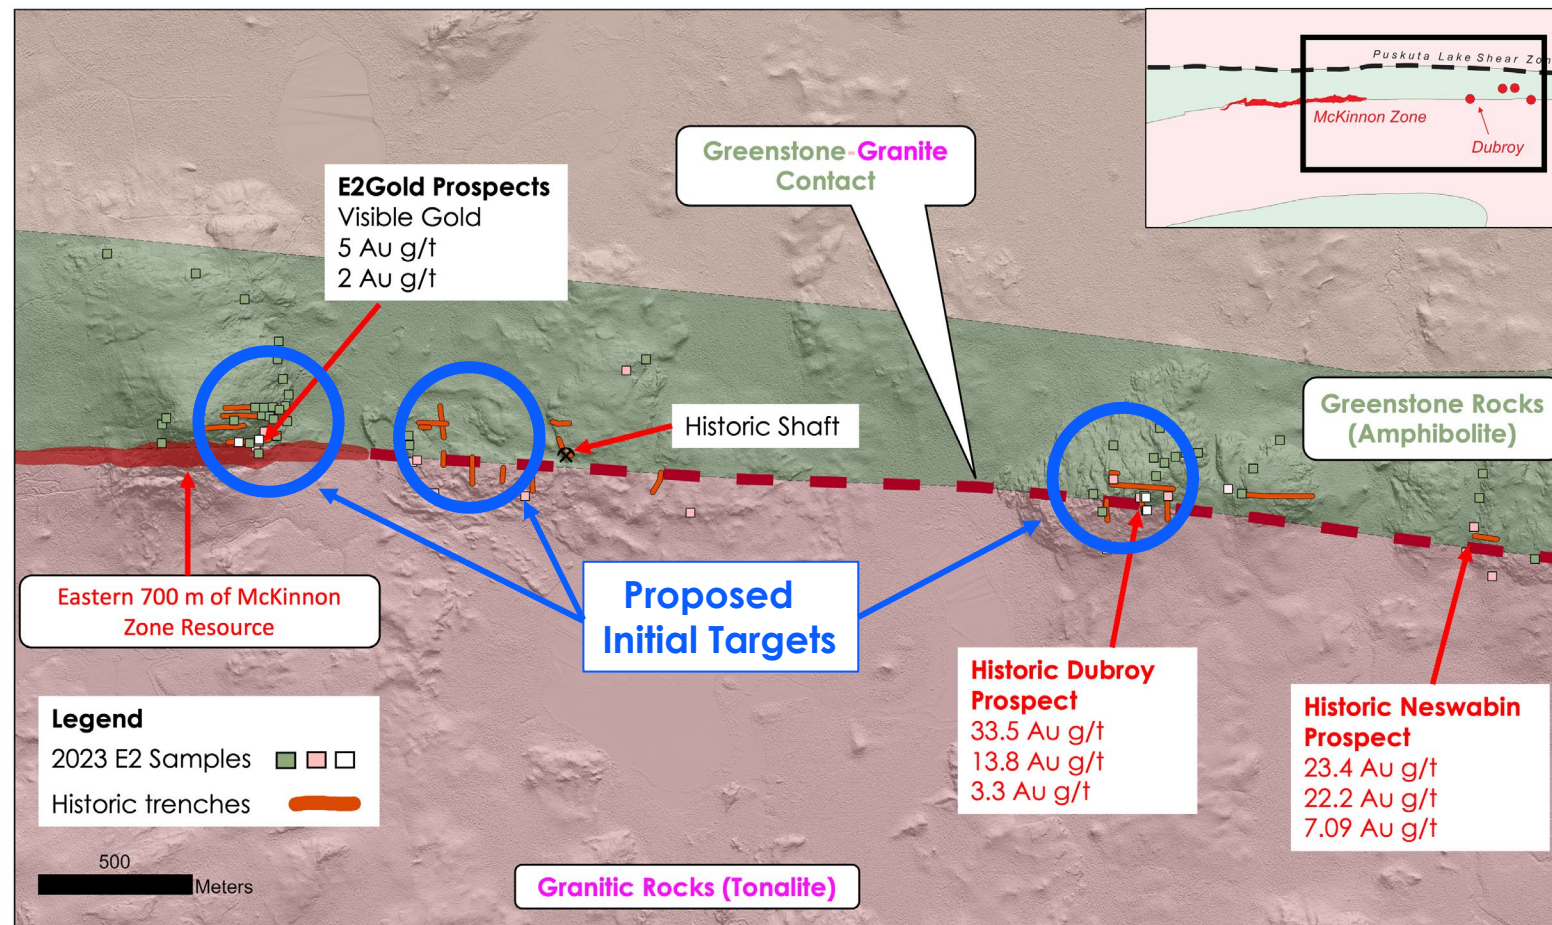 Puskuta Lake Shear Zon
McKinnon Zone
Dubroy
Greenstone-Granite
Contact
E2Gold Prospects
Visible Gold
5 Au g/t
2 Au g/t
Historic Shaft
Greenstone Rocks
(Amphibolite)
Eastern 700 m of McKinnon
Zone Resource
Proposed
Initial Targets
Historic Dubroy
Prospect
33.5 Au g/t
13.8 Au g/t
3.3 Au g/t
Historic Neswabin
Prospect
23.4 Au g/t
22.2 Au g/t
7.09 Au g/t
Legend
2023 E2 Samples
Historic trenches
500
Meters
Granitic Rocks (Tonalite)